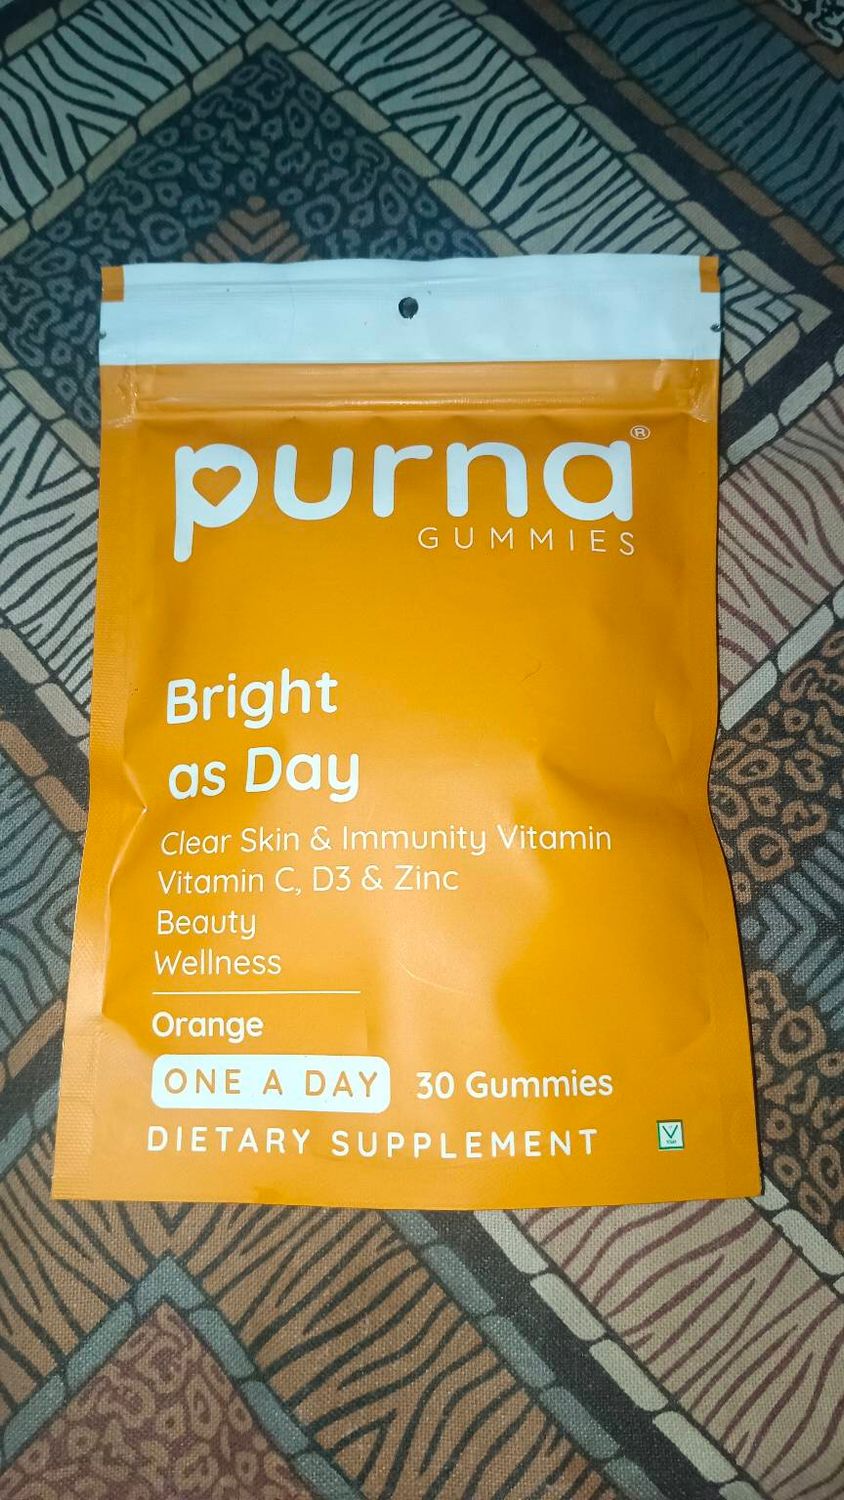 purna®
GUMMIES
Bright
as Day
Clear Skin & Immunity Vitamin
Vitamin C, D3 & Zinc
Beauty
Wellness
Orange
ONE A DAY 30 Gummies
DIETARY SUPPLEMENT